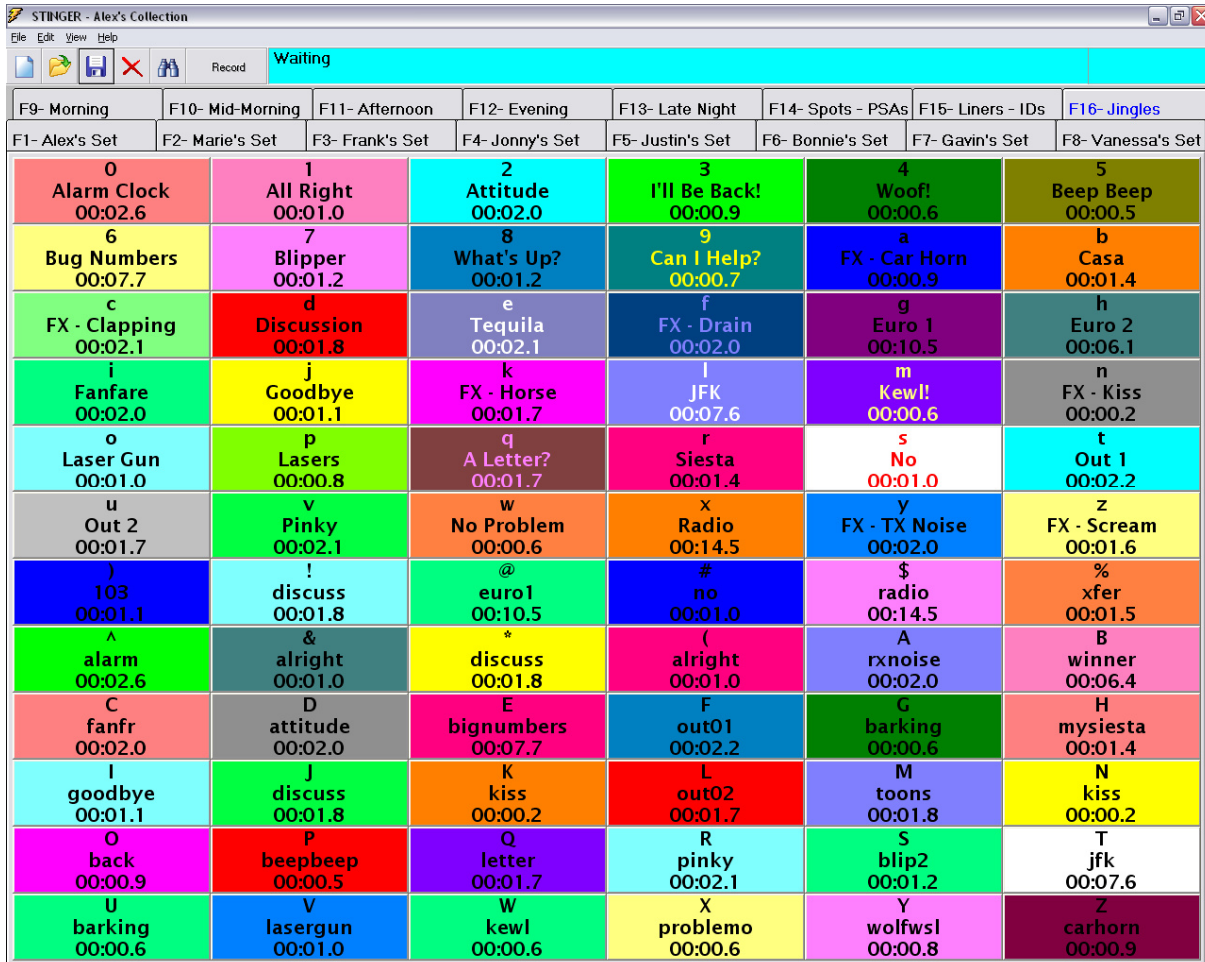 STINGER - Alex's Collection
File Edit View Help
Record Waiting
F9- Morning F10- Mid-Morning F11- Afternoon F12- Evening F13- Late Night F14- Spots - PSAs F15- Liners - IDs F16- Jingles
F1- Alex's Set F2- Marie's Set F3- Frank's Set F4- Jonny's Set F5- Justin's Set F6- Bonnie's Set F7- Gavin's Set F8- Vanessa's Set
0 1 2 3 4 5
Alarm Clock All Right Attitude I'll Be Back! Woof! Beep Beep
00:02.6 00:01.0 00:02.0 00:00.9 00:00.6 00:00.5
6 7 8 9 a b
Bug Numbers Blipper What's Up? Can I Help? FX - Car Horn Casa
00:07.7 00:01.2 00:01.2 00:00.7 00:00.9 00:01.4
c d e f g h
FX - Clapping Discussion Tequila FX - Drain Euro 1 Euro 2
00:02.1 00:01.8 00:02.1 00:02.0 00:10.5 00:06.1
i j k l m n
Fanfare Goodbye FX - Horse JFK Kewl! FX - Kiss
00:02.0 00:01.1 00:01.7 00:07.6 00:00.6 00:00.2
o p q r s t
Laser Gun Lasers A Letter? Siesta No Out 1
00:01.0 00:00.8 00:01.7 00:01.4 00:01.0 00:02.2
u v w x y z
Out 2 Pinky No Problem Radio FX - TX Noise FX - Scream
00:01.7 00:02.1 00:00.6 00:14.5 00:02.0 00:01.6
) ! @ # $ %
103 discuss euro1 no radio xfer
00:01.1 00:01.8 00:10.5 00:01.0 00:14.5 00:01.5
^ & * ( A B
alarm alright discuss alright rxnoise winner
00:02.6 00:01.0 00:01.8 00:01.0 00:02.0 00:06.4
C D E F G H
fanfr attitude bignumbers out01 barking mysiesta
00:02.0 00:02.0 00:07.7 00:02.2 00:00.6 00:01.4
I J K L M N
goodbye discuss kiss out02 toons kiss
00:01.1 00:01.8 00:00.2 00:01.7 00:01.8 00:00.2
O P Q R S T
back beepbeep letter pinky blip2 jfk
00:00.9 00:00.5 00:01.7 00:02.1 00:01.2 00:07.6
U V W X Y Z
barking lasergun kewl problemo wolfwsl carhorn
00:00.6 00:01.0 00:00.6 00:00.6 00:00.8 00:00.9